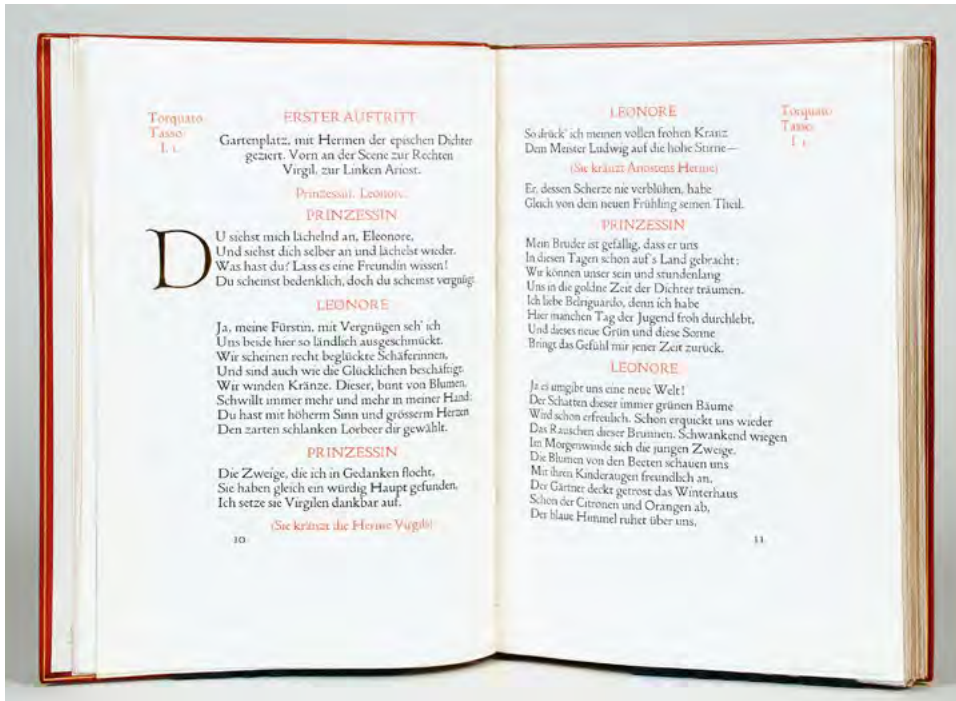 Torquato
Tasso
I. 1.
ERSTER AUFTRITT
Gartenplatz, mit Hermen der epischen Dichter
geziert. Vorn an der Scene zur Rechten
Virgil, zur Linken Ariost.
Prinzessin. Leonore.
PRINZESSIN
DU siehst mich lächelnd an, Eleonore,
Und siehst dich selber an und lächelst wieder.
Was hast du? Lass es eine Freundin wissen!
Du scheinst bedenklich, doch du scheinst vergnügt.
LEONORE
Ja, meine Fürstin, mit Vergnügen seh' ich
Uns beide hier so ländlich ausgeschmückt.
Wir scheinen recht beglückte Schäferinnen,
Und sind auch wie die Glücklichen beschäftigt.
Wir winden Kränze. Dieser, bunt von Blumen,
Schwillt immer mehr und mehr in meiner Hand;
Du hast mit höherm Sinn und grösserm Herzen
Den zarten schlanken Lorbeer dir gewählt.
PRINZESSIN
Die Zweige, die ich in Gedanken flocht,
Sie haben gleich ein würdig Haupt gefunden,
Ich setze sie Virgilen dankbar auf.
(Sie kränzt die Herme Virgils)
10
LEONORE
So drück' ich meinen vollen frohen Kranz
Dem Meister Ludwig auf die hohe Stirne—
(Sie kränzt Ariostens Herme)
Er, dessen Scherze nie verblühen, habe
Gleich von dem neuen Frühling seinen Theil.
PRINZESSIN
Mein Bruder ist gefällig, dass er uns
In diesen Tagen schon auf's Land gebracht;
Wir können unser sein und stundenlang
Uns in die goldne Zeit der Dichter träumen.
Ich liebe Belriguardo, denn ich habe
Hier manchen Tag der Jugend froh durchlebt,
Und dieses neue Grün und diese Sonne
Bringt das Gefühl mir jener Zeit zurück.
LEONORE
Ja es umgibt uns eine neue Welt!
Der Schatten dieser immer grünen Bäume
Wird schon erfreulich. Schon erquickt uns wieder
Das Rauschen dieser Brunnen. Schwankend wiegen
Im Morgenwinde sich die jungen Zweige.
Die Blumen von den Beeten schauen uns
Mit ihren Kinderaugen freundlich an.
Der Gärtner deckt getrost das Winterhaus
Schon der Citronen und Orangen ab,
Der blaue Himmel ruhet über uns,
11
Torquato
Tasso
I. 1.